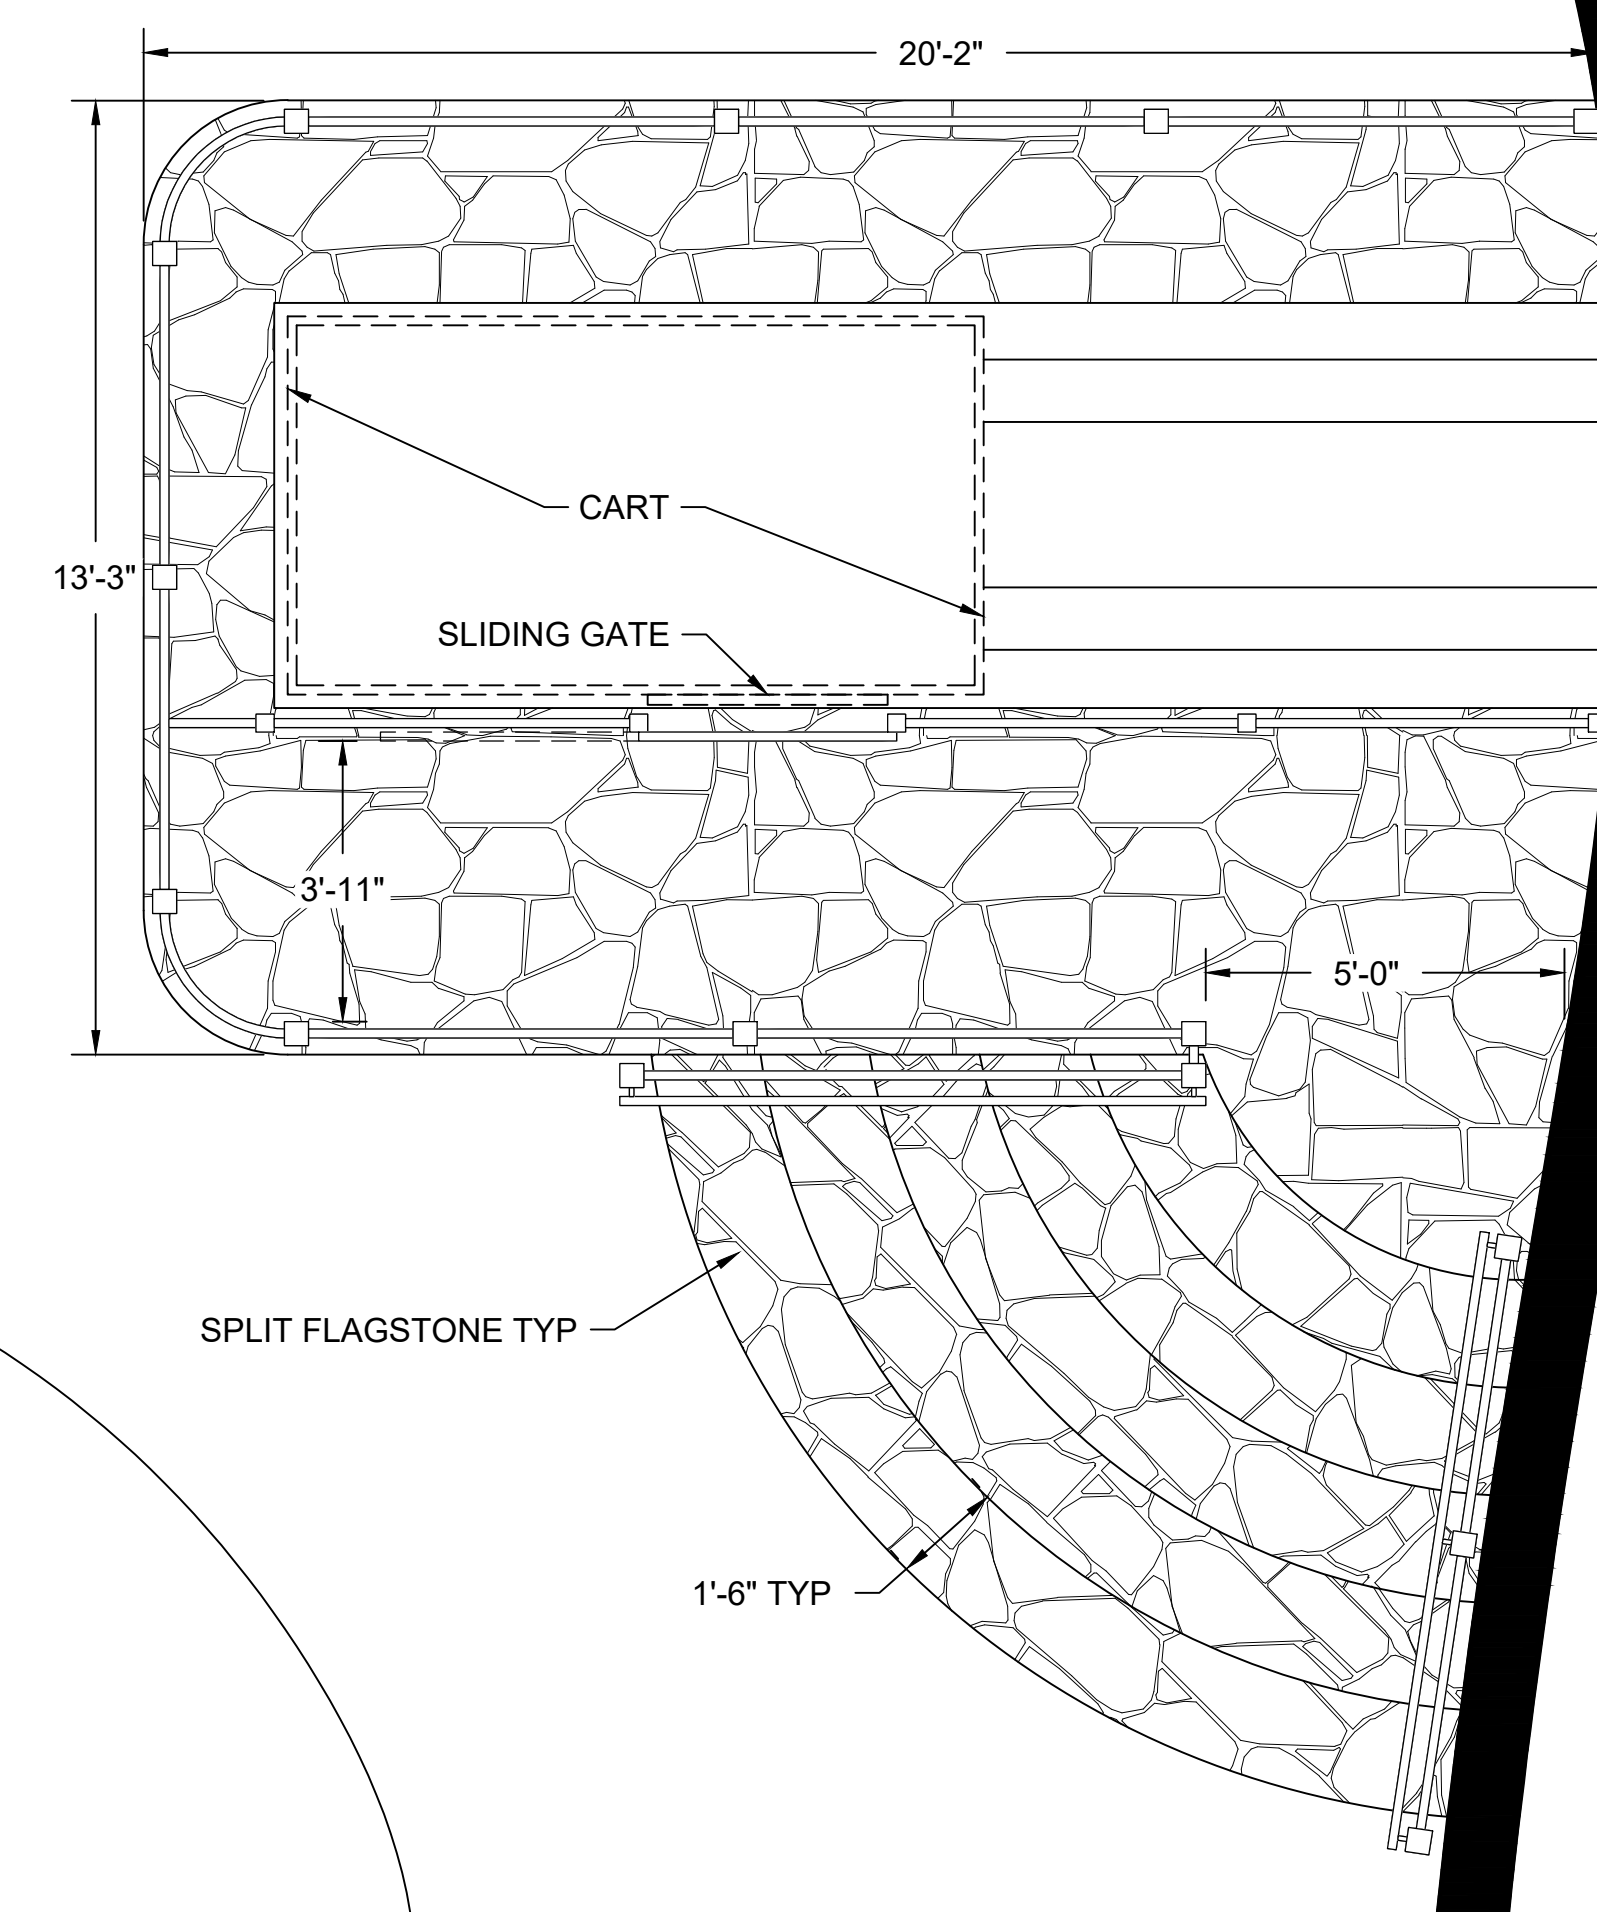 20'-2"
CART
13'-3"
SLIDING GATE
3'-11"
5'-0"
SPLIT FLAGSTONE TYP
1'-6" TYP